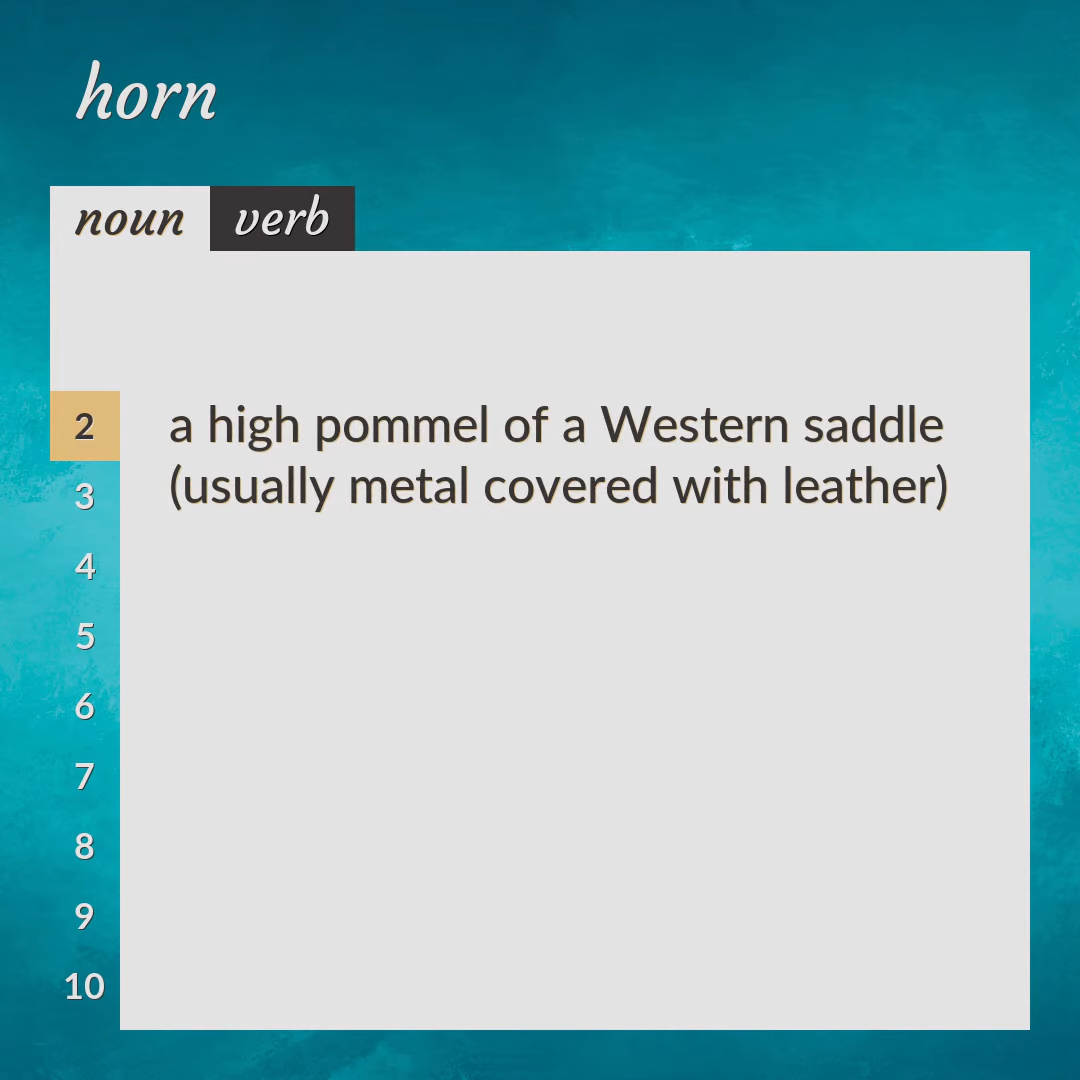 horn
noun verb
2 a high pommel of a Western saddle
(usually metal covered with leather)
3
4
5
6
7
8
9
10